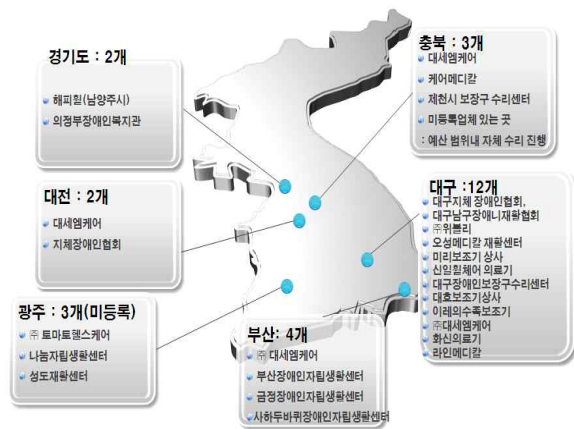 경기도 : 2개
해피휠(남양주시)
의정부장애인복지관
충북 : 3개
대세엠케어
케어메디칼
제천시 보장구 수리센터
미등록업체 있는 곳
: 예산 범위내 자체 수리 진행
대전 : 2개
대세엠케어
지체장애인협회
대구 :12개
대구지체 장애인협회,
대구남구장애니재활협회
㈜위블리
오성메디칼 재활센터
미리보조기 상사
신일휠체어 의료기
대구장애인보장구수리센터
대호보조기상사
이레의수족보조기
㈜대세엠케어
화신의료기
라인메디칼
광주 : 3개(미등록)
㈜ 토마토헬스케어
나눔자립생활센터
성도재활센터
부산: 4개
㈜ 대세엠케어
부산장애인자립생활센터
금정장애인자립생활센터
사하두바퀴장애인자립생활센터